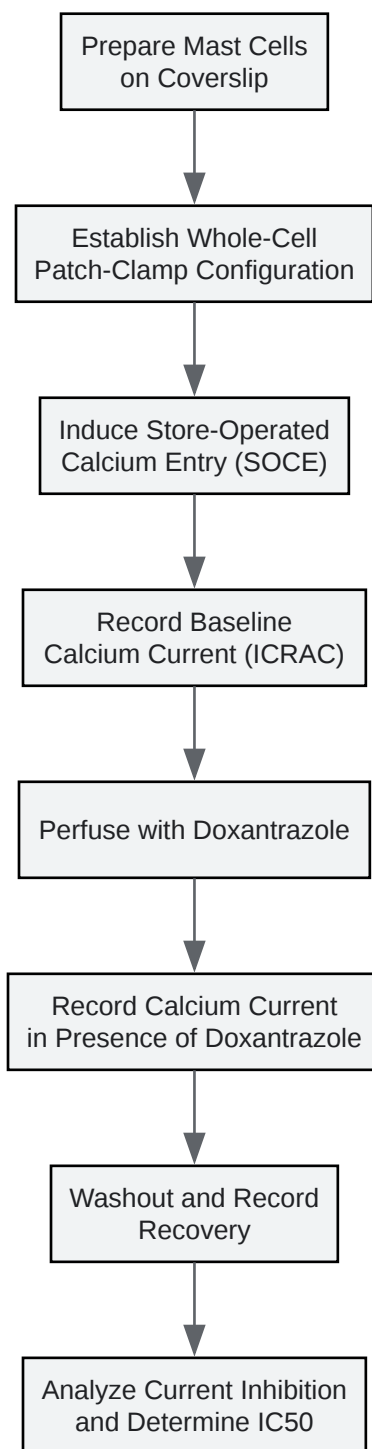 Prepare Mast Cells
on Coverslip
Establish Whole-Cell
Patch-Clamp Configuration
Induce Store-Operated
Calcium Entry (SOCE)
Record Baseline
Calcium Current (ICRAC)
Perfuse with Doxantrazole
Record Calcium Current
in Presence of Doxantrazole
Washout and Record
Recovery
Analyze Current Inhibition
and Determine IC50